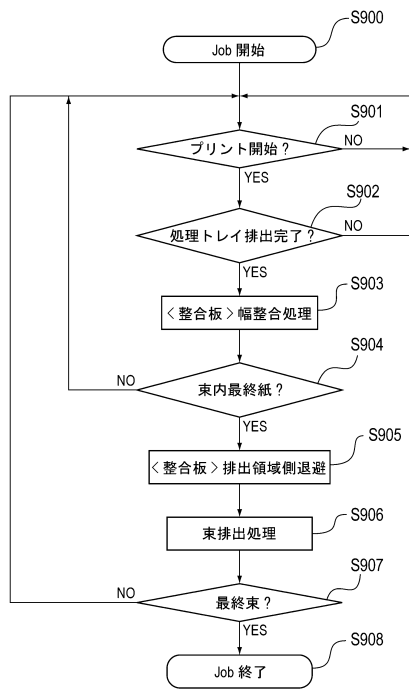 S900
Job 開始
S901
プリント開始？
NO
YES
S902
処理トレイ排出完了？
NO
YES
S903
＜整合板＞幅整合処理
S904
束内最終紙？
NO
YES
S905
＜整合板＞排出領域側退避
S906
束排出処理
S907
最終束？
NO
YES
S908
Job 終了